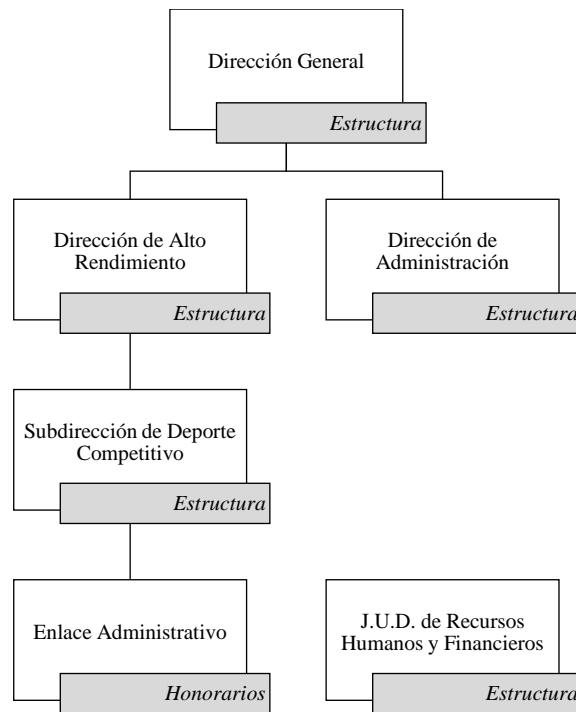 Dirección General
Estructura
Dirección de Alto
Rendimiento
Estructura
Dirección de
Administración
Estructura
Subdirección de Deporte
Competitivo
Estructura
Enlace Administrativo
Honorarios
J.U.D. de Recursos
Humanos y Financieros
Estructura